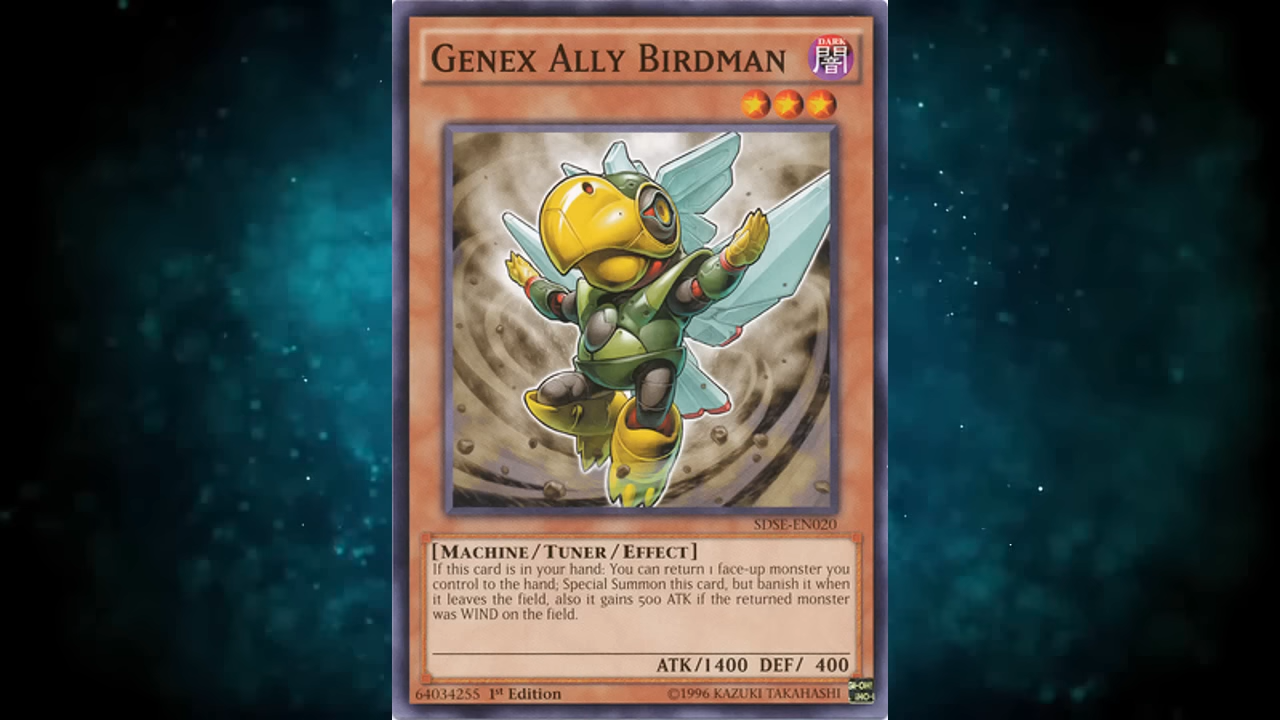 GENEX ALLY BIRDMAN
DARK
闇
SDSE-EN020
[MACHINE/TUNER/EFFECT]
If this card is in your hand: You can return 1 face-up monster you
control to the hand; Special Summon this card, but banish it when
it leaves the field, also it gains 500 ATK if the returned monster
was WIND on the field.
ATK/1400 DEF/ 400
64034255 1st Edition
©1996 KAZUKI TAKAHASHI